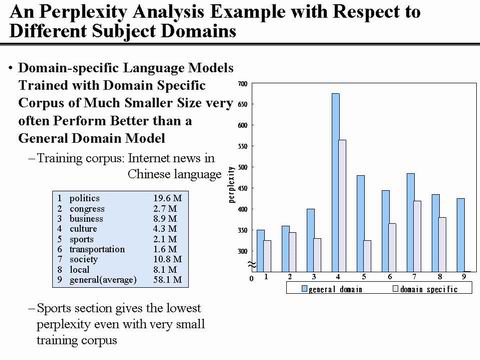 An Perplexity Analysis Example with Respect to
Different Subject Domains
• Domain-specific Language Models
Trained with Domain Specific
Corpus of Much Smaller Size very
often Perform Better than a
General Domain Model
–Training corpus: Internet news in
Chinese language
1 politics 19.6 M
2 congress 2.7 M
3 business 8.9 M
4 culture 4.3 M
5 sports 2.1 M
6 transportation 1.6 M
7 society 10.8 M
8 local 8.1 M
9 general(average) 58.1 M
–Sports section gives the lowest
perplexity even with very small
training corpus
perplexity
700
650
600
550
500
450
400
350
300
0 1 2 3 4 5 6 7 8 9
general domain domain specific